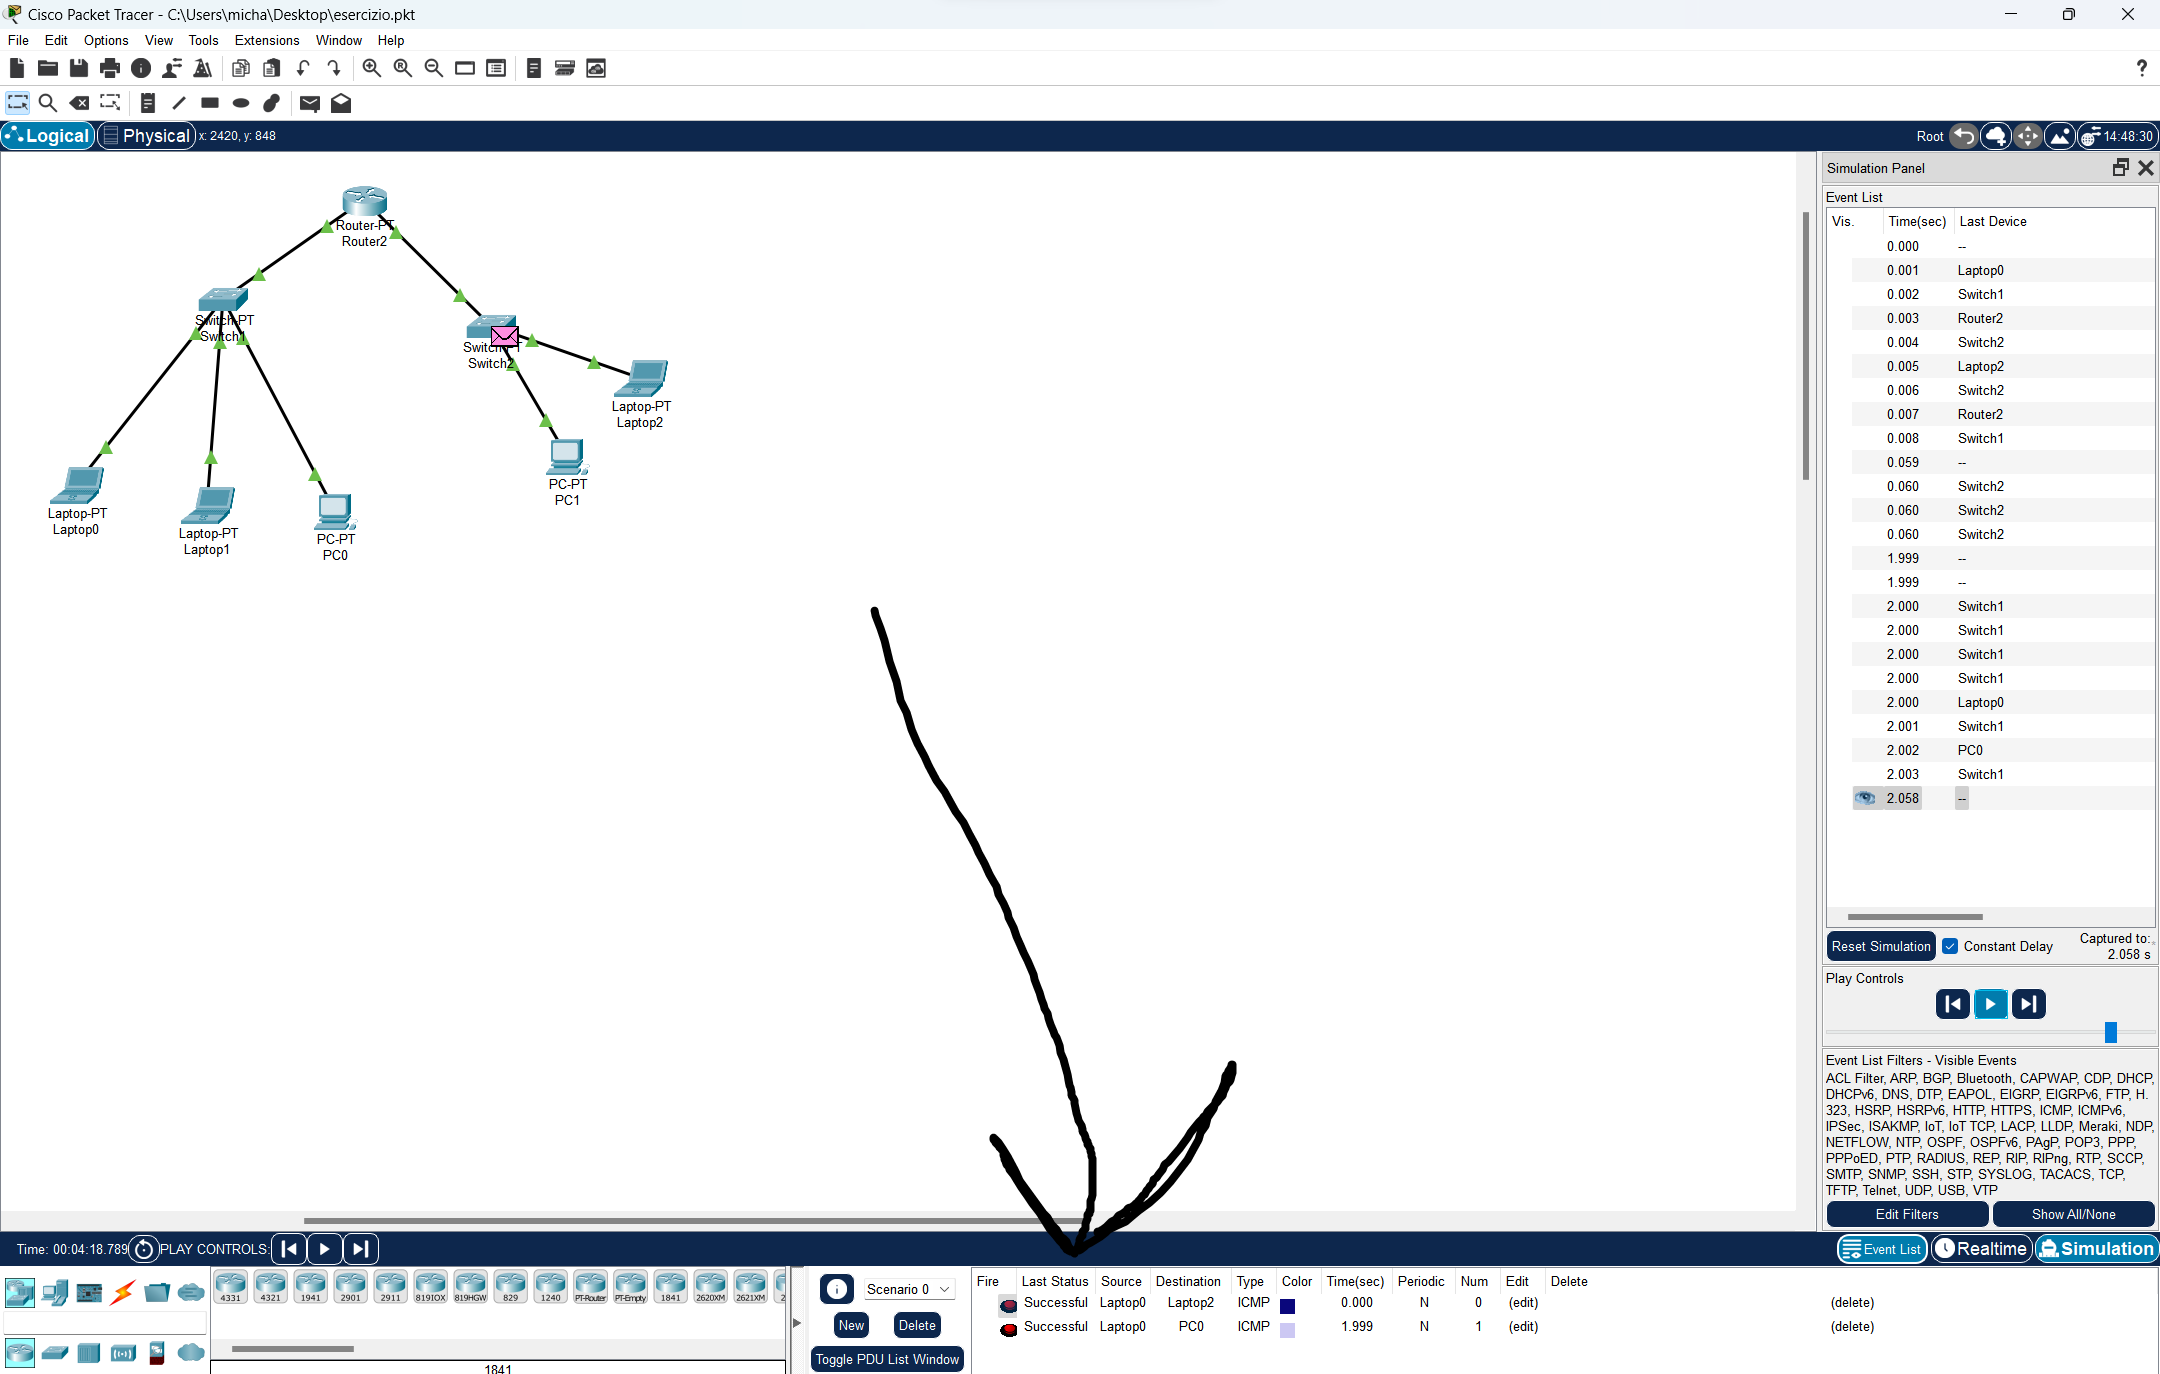 Cisco Packet Tracer - C:\Users\micha\Desktop\esercizio.pkt
File Edit Options View Tools Extensions Window Help
?
Logical Physical x: 2420, y: 848 Root 14:48:30
Router-PT
Router2
Switch-PT
Switch1
Switch2
Laptop-PT
Laptop2
PC-PT
PC1
Laptop-PT
Laptop0
Laptop-PT
Laptop1
PC-PT
PC0
Simulation Panel
Event List
Vis. Time(sec) Last Device
0.000 --
0.001 Laptop0
0.002 Switch1
0.003 Router2
0.004 Switch2
0.005 Laptop2
0.006 Switch2
0.007 Router2
0.008 Switch1
0.059 --
0.060 Switch2
0.060 Switch2
0.060 Switch2
1.999 --
1.999 --
2.000 Switch1
2.000 Switch1
2.000 Switch1
2.000 Switch1
2.000 Laptop0
2.001 Switch1
2.002 PC0
2.003 Switch1
2.058 --
Reset Simulation Constant Delay Captured to:
2.058 s
Play Controls
Event List Filters - Visible Events
ACL Filter, ARP, BGP, Bluetooth, CAPWAP, CDP, DHCP,
DHCPv6, DNS, DTP, EAPOL, EIGRP, EIGRPv6, FTP, H.
323, HSRP, HSRPv6, HTTP, HTTPS, ICMP, ICMPv6,
IPSec, ISAKMP, IoT, IoT TCP, LACP, LLDP, Meraki, NDP,
NETFLOW, NTP, OSPF, OSPFv6, PAgP, POP3, PPP,
PPPoED, PTP, RADIUS, REP, RIP, RIPng, RTP, SCCP,
SMTP, SNMP, SSH, STP, SYSLOG, TACACS, TCP,
TFTP, Telnet, UDP, USB, VTP
Edit Filters Show All/None
Time: 00:04:18.789 PLAY CONTROLS: Event List Realtime Simulation
4331 4321 1941 2901 2911 819IOX 819HGW 829 1240 PT-Router PT-Empty 1841 2620XM 2621XM
1841
Scenario 0
New Delete
Toggle PDU List Window
Fire Last Status Source Destination Type Color Time(sec) Periodic Num Edit Delete
Successful Laptop0 Laptop2 ICMP 0.000 N 0 (edit) (delete)
Successful Laptop0 PC0 ICMP 1.999 N 1 (edit) (delete)